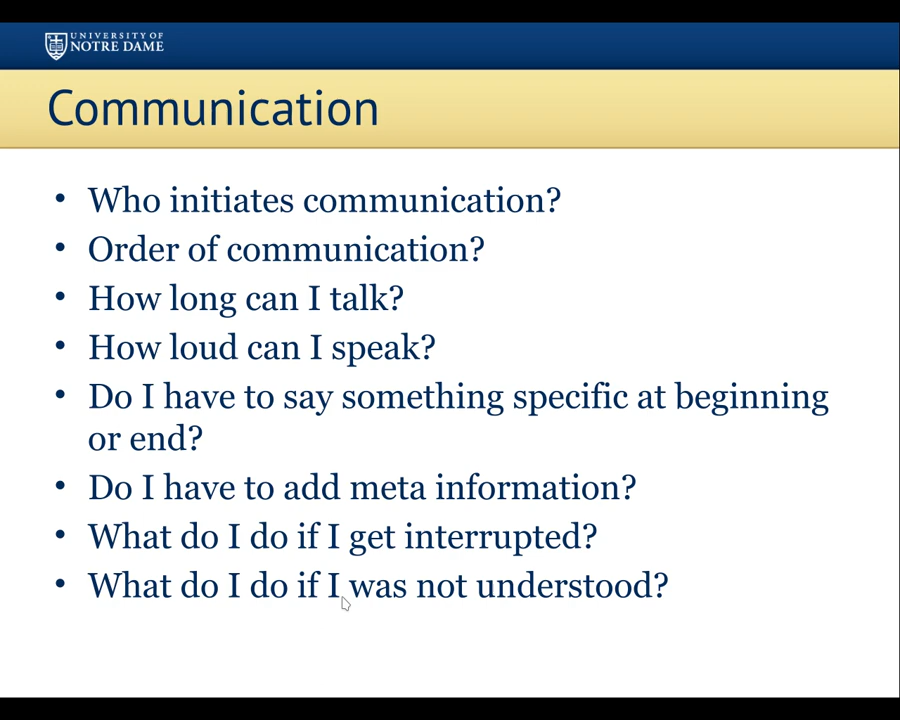 UNIVERSITY OF
NOTRE DAME
Communication
• Who initiates communication?
• Order of communication?
• How long can I talk?
• How loud can I speak?
• Do I have to say something specific at beginning
or end?
• Do I have to add meta information?
• What do I do if I get interrupted?
• What do I do if I was not understood?